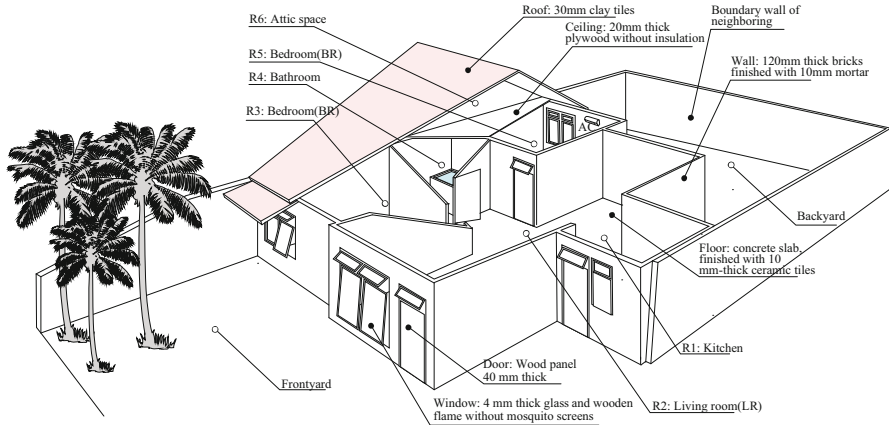 R6: Attic space
R5: Bedroom(BR)
R4: Bathroom
R3: Bedroom(BR)
Roof: 30mm clay tiles
Ceiling: 20mm thick
plywood without insulation
Boundary wall of
neighboring
Wall: 120mm thick bricks
finished with 10mm mortar
AC
Backyard
Floor: concrete slab,
finished with 10
mm-thick ceramic tiles
R1: Kitchen
R2: Living room(LR)
Door: Wood panel
40 mm thick
Window: 4 mm thick glass and wooden
flame without mosquito screens
Frontyard